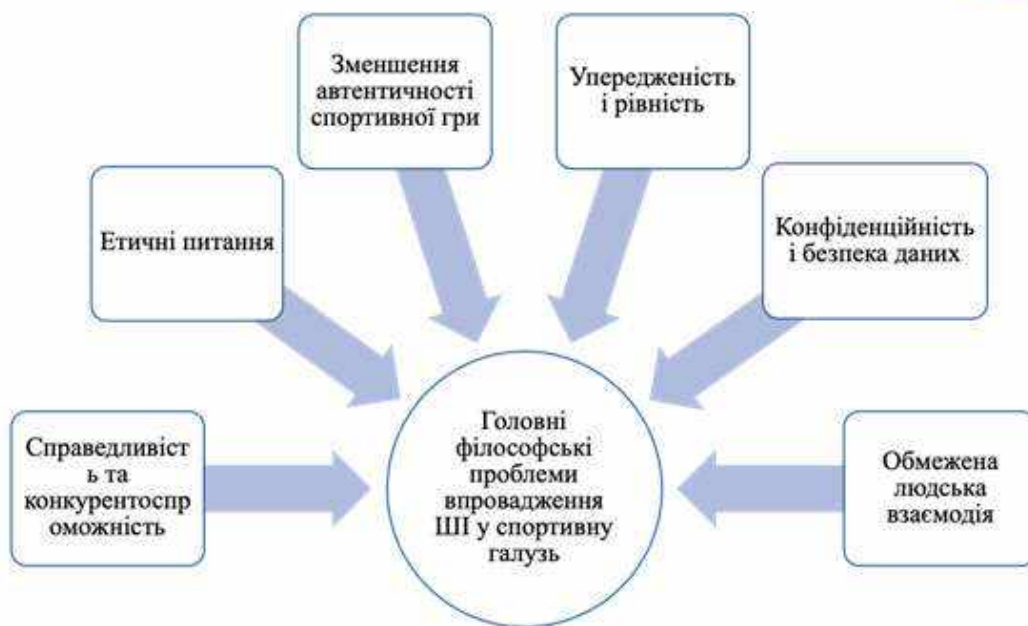 Зменшення
автентичності
спортивної гри
Упередженість
і рівність
Етичні питання
Конфіденційність
і безпека даних
Справедливіст
ь та
конкурентоспр
оможність
Головні
філософські
проблеми
впровадження
ШІ у спортивну
галузь
Обмежена
людська
взаємодія